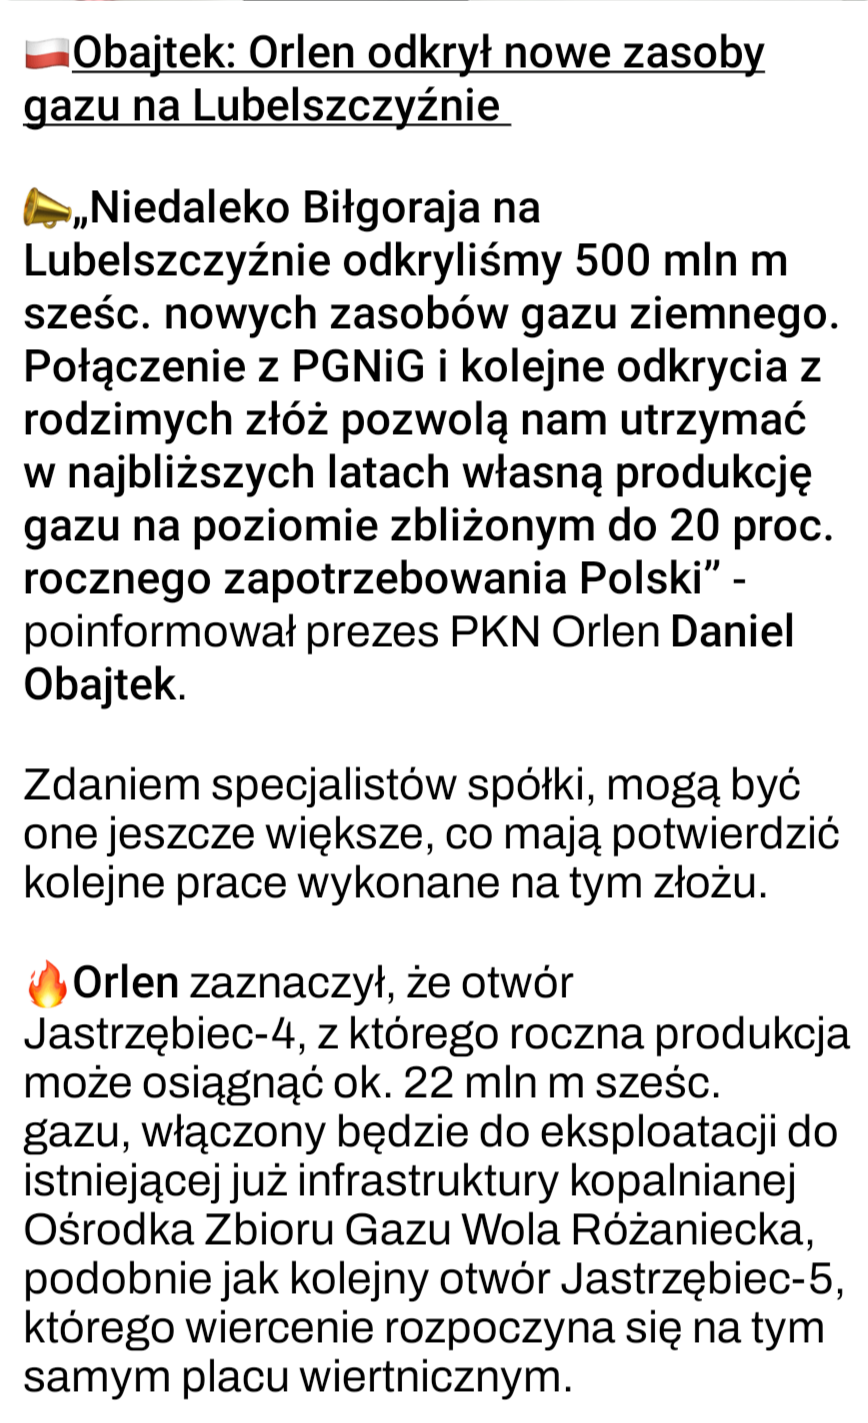 🇵🇱Obajtek: Orlen odkrył nowe zasoby
gazu na Lubelszczyźnie
📣„Niedaleko Biłgoraja na
Lubelszczyźnie odkryliśmy 500 mln m
sześc. nowych zasobów gazu ziemnego.
Połączenie z PGNiG i kolejne odkrycia z
rodzimych złóż pozwolą nam utrzymać
w najbliższych latach własną produkcję
gazu na poziomie zbliżonym do 20 proc.
rocznego zapotrzebowania Polski” -
poinformował prezes PKN Orlen Daniel
Obajtek.
Zdaniem specjalistów spółki, mogą być
one jeszcze większe, co mają potwierdzić
kolejne prace wykonane na tym złożu.
🔥Orlen zaznaczył, że otwór
Jastrzębiec-4, z którego roczna produkcja
może osiągnąć ok. 22 mln m sześc.
gazu, włączony będzie do eksploatacji do
istniejącej już infrastruktury kopalnianej
Ośrodka Zbioru Gazu Wola Różaniecka,
podobnie jak kolejny otwór Jastrzębiec-5,
którego wiercenie rozpoczyna się na tym
samym placu wiertnicznym.